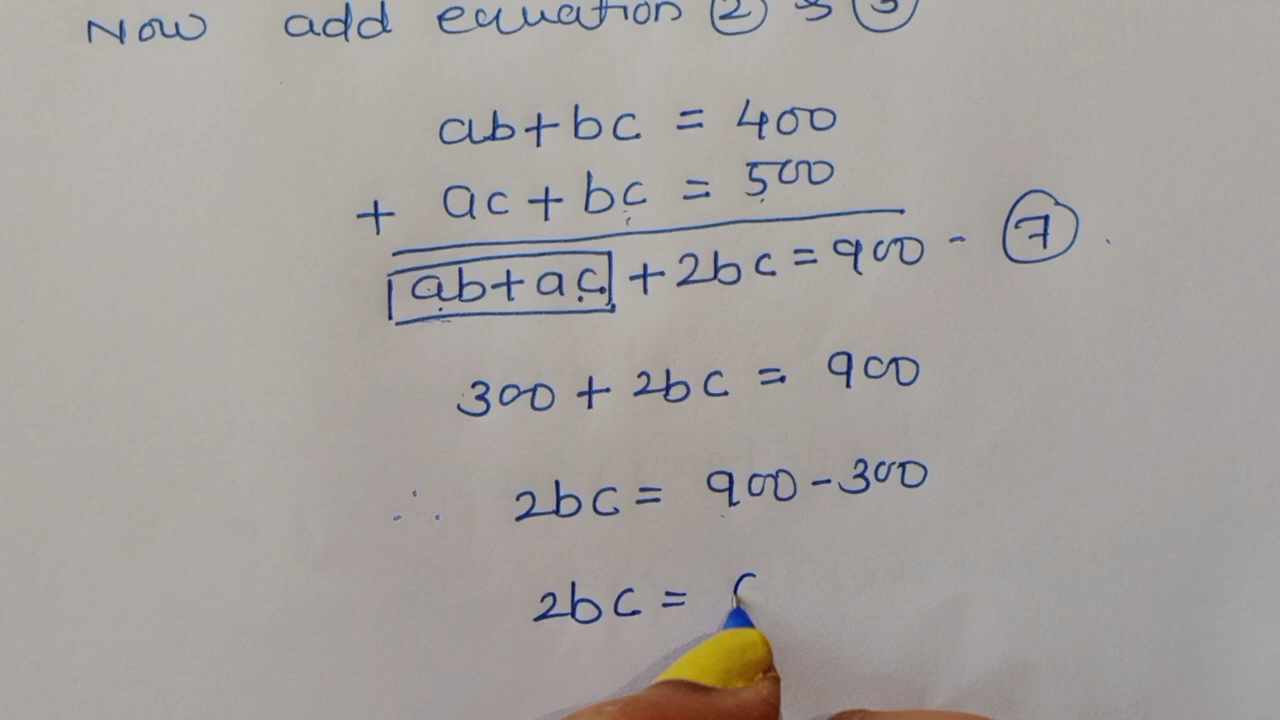 Now add equation ② & ③
ab+bc = 400
+ ac+bc = 500
ab+ac +2bc=900 - ⑦
300 + 2bc = 900
∴ 2bc = 900-300
2bc =